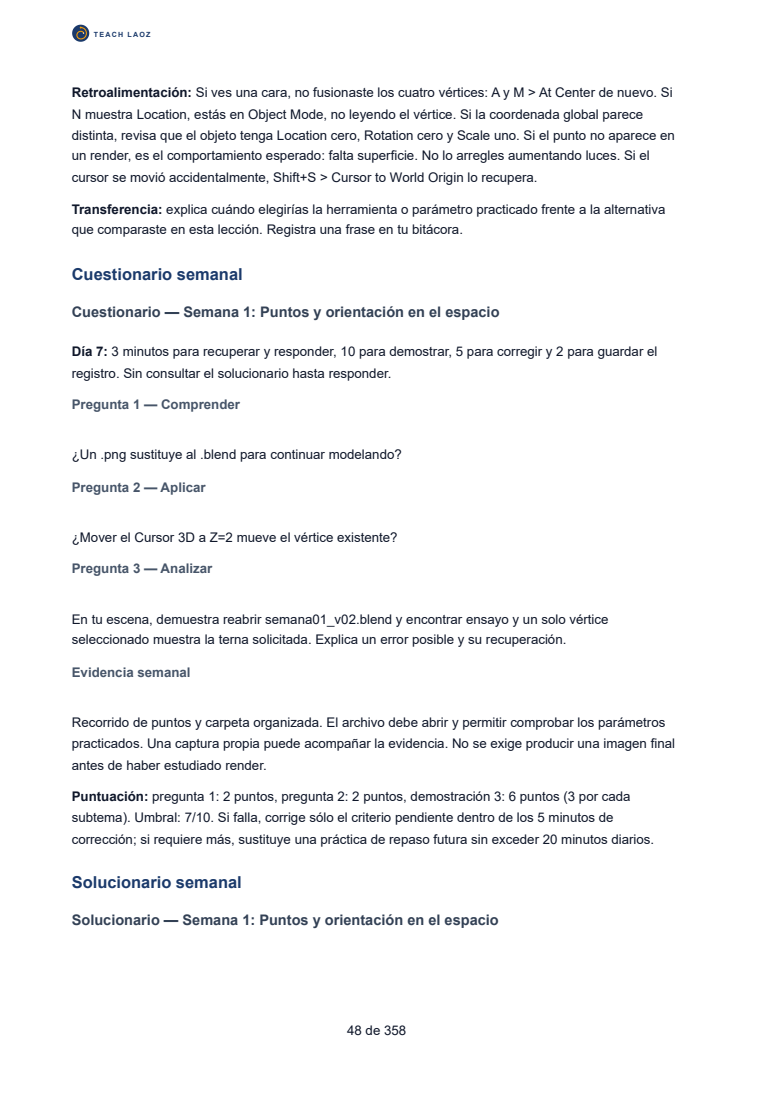 TEACH LAOZ
Retroalimentación: Si ves una cara, no fusionaste los cuatro vértices: A y M > At Center de nuevo. Si
N muestra Location, estás en Object Mode, no leyendo el vértice. Si la coordenada global parece
distinta, revisa que el objeto tenga Location cero, Rotation cero y Scale uno. Si el punto no aparece en
un render, es el comportamiento esperado: falta superficie. No lo arregles aumentando luces. Si el
cursor se movió accidentalmente, Shift+S > Cursor to World Origin lo recupera.
Transferencia: explica cuándo elegirías la herramienta o parámetro practicado frente a la alternativa
que comparaste en esta lección. Registra una frase en tu bitácora.
Cuestionario semanal
Cuestionario — Semana 1: Puntos y orientación en el espacio
Día 7: 3 minutos para recuperar y responder, 10 para demostrar, 5 para corregir y 2 para guardar el
registro. Sin consultar el solucionario hasta responder.
Pregunta 1 — Comprender
¿Un .png sustituye al .blend para continuar modelando?
Pregunta 2 — Aplicar
¿Mover el Cursor 3D a Z=2 mueve el vértice existente?
Pregunta 3 — Analizar
En tu escena, demuestra reabrir semana01_v02.blend y encontrar ensayo y un solo vértice
seleccionado muestra la terna solicitada. Explica un error posible y su recuperación.
Evidencia semanal
Recorrido de puntos y carpeta organizada. El archivo debe abrir y permitir comprobar los parámetros
practicados. Una captura propia puede acompañar la evidencia. No se exige producir una imagen final
antes de haber estudiado render.
Puntuación: pregunta 1: 2 puntos, pregunta 2: 2 puntos, demostración 3: 6 puntos (3 por cada
subtema). Umbral: 7/10. Si falla, corrige sólo el criterio pendiente dentro de los 5 minutos de
corrección; si requiere más, sustituye una práctica de repaso futura sin exceder 20 minutos diarios.
Solucionario semanal
Solucionario — Semana 1: Puntos y orientación en el espacio
48 de 358